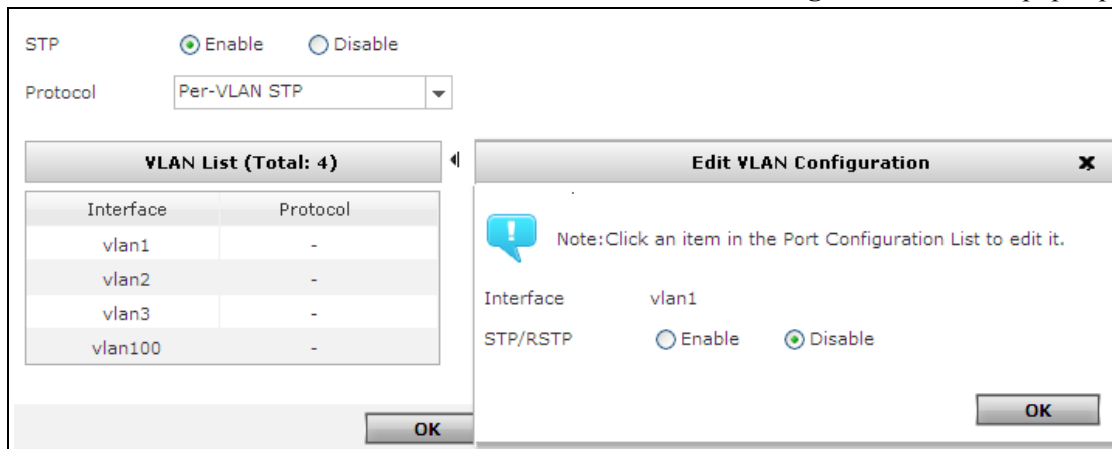 STP Enable Disable
Protocol Per-VLAN STP
VLAN List (Total: 4)
Interface Protocol
vlan1 -
vlan2 -
vlan3 -
vlan100 -
OK
Edit VLAN Configuration
Note:Click an item in the Port Configuration List to edit it.
Interface vlan1
STP/RSTP Enable Disable
OK